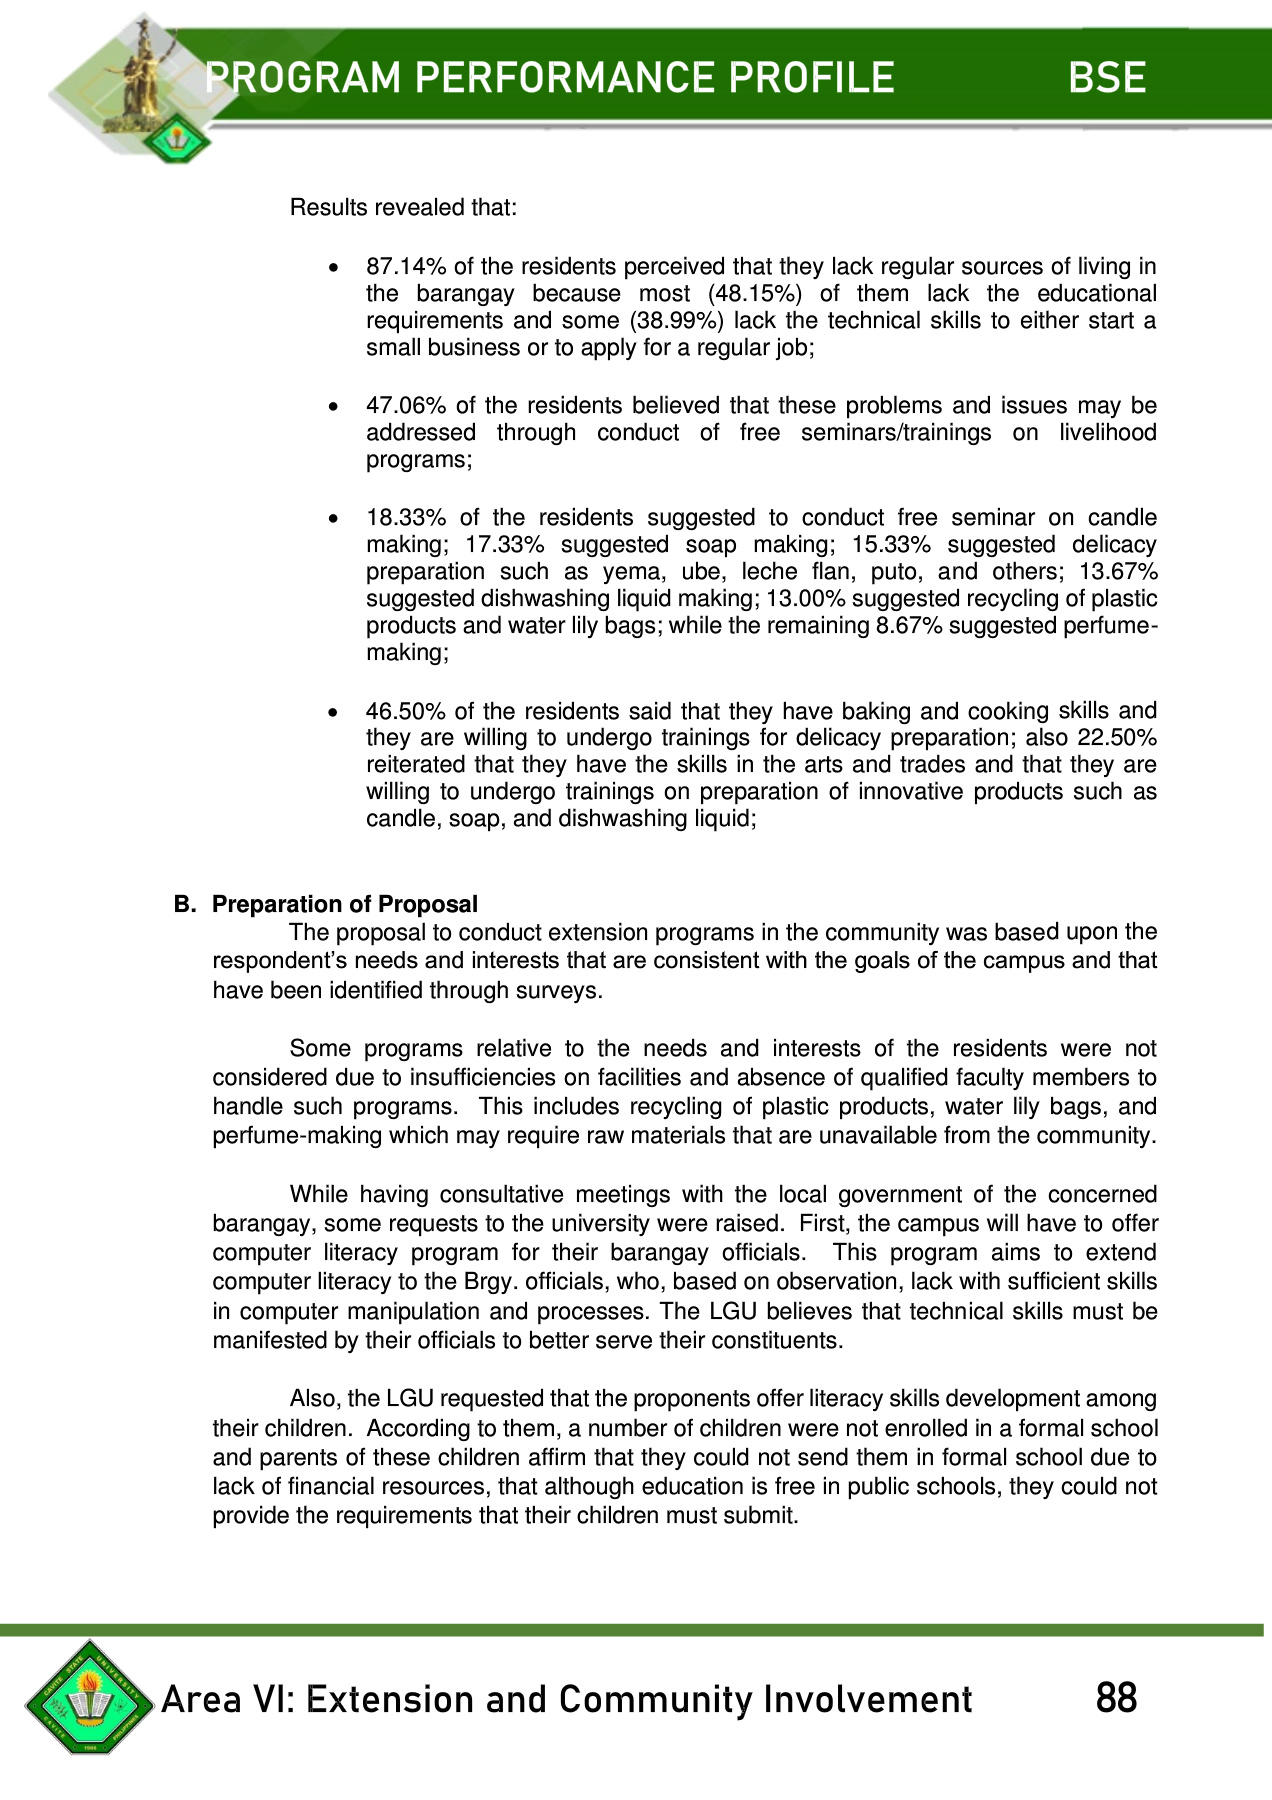 PROGRAM PERFORMANCE PROFILE BSE
Results revealed that:
• 87.14% of the residents perceived that they lack regular sources of living in
the barangay because most (48.15%) of them lack the educational
requirements and some (38.99%) lack the technical skills to either start a
small business or to apply for a regular job;
• 47.06% of the residents believed that these problems and issues may be
addressed through conduct of free seminars/trainings on livelihood
programs;
• 18.33% of the residents suggested to conduct free seminar on candle
making; 17.33% suggested soap making; 15.33% suggested delicacy
preparation such as yema, ube, leche flan, puto, and others; 13.67%
suggested dishwashing liquid making; 13.00% suggested recycling of plastic
products and water lily bags; while the remaining 8.67% suggested perfume-
making;
• 46.50% of the residents said that they have baking and cooking skills and
they are willing to undergo trainings for delicacy preparation; also 22.50%
reiterated that they have the skills in the arts and trades and that they are
willing to undergo trainings on preparation of innovative products such as
candle, soap, and dishwashing liquid;
B. Preparation of Proposal
The proposal to conduct extension programs in the community was based upon the
respondent’s needs and interests that are consistent with the goals of the campus and that
have been identified through surveys.
Some programs relative to the needs and interests of the residents were not
considered due to insufficiencies on facilities and absence of qualified faculty members to
handle such programs. This includes recycling of plastic products, water lily bags, and
perfume-making which may require raw materials that are unavailable from the community.
While having consultative meetings with the local government of the concerned
barangay, some requests to the university were raised. First, the campus will have to offer
computer literacy program for their barangay officials. This program aims to extend
computer literacy to the Brgy. officials, who, based on observation, lack with sufficient skills
in computer manipulation and processes. The LGU believes that technical skills must be
manifested by their officials to better serve their constituents.
Also, the LGU requested that the proponents offer literacy skills development among
their children. According to them, a number of children were not enrolled in a formal school
and parents of these children affirm that they could not send them in formal school due to
lack of financial resources, that although education is free in public schools, they could not
provide the requirements that their children must submit.
CAVITE STATE UNIVERSITY
CAVITE 1906 PHILIPPINES
Area VI: Extension and Community Involvement 88